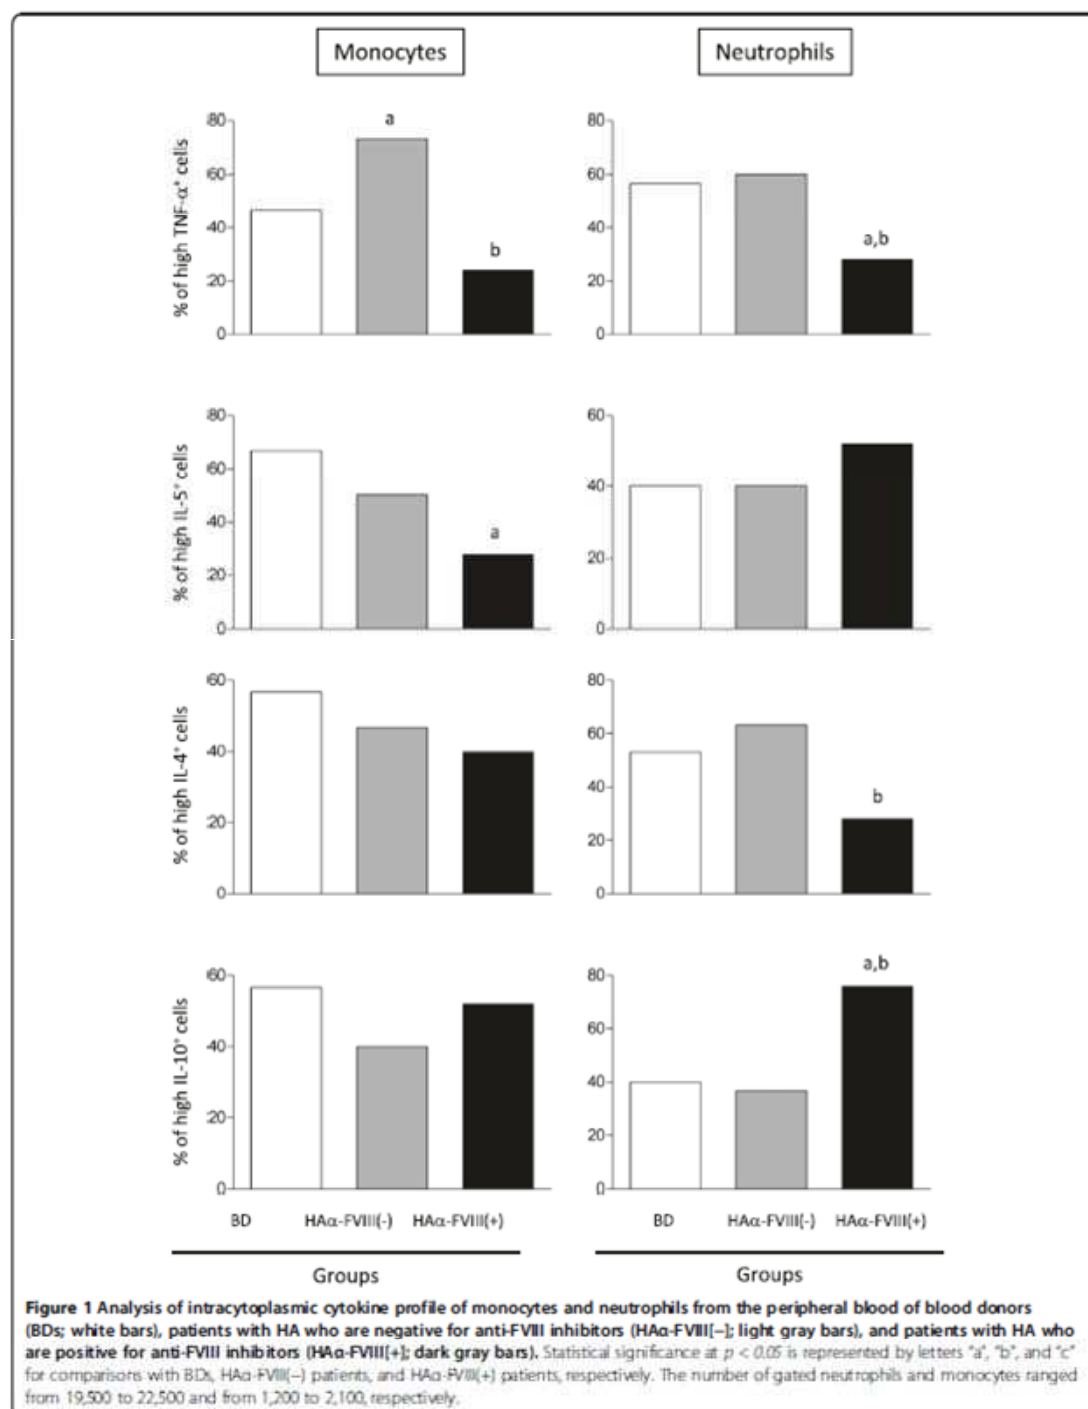 Monocytes
Neutrophils
% of high TNF-α⁺ cells
80
60
40
20
0
a
b
80
60
40
20
0
a,b
% of high IL-5⁺ cells
80
60
40
20
0
a
60
40
20
0
% of high IL-4⁺ cells
60
40
20
0
80
60
40
20
0
b
% of high IL-10⁺ cells
60
40
20
0
80
60
40
20
0
a,b
BD HAα-FVIII(-) HAα-FVIII(+)
BD HAα-FVIII(-) HAα-FVIII(+)
Groups
Groups
Figure 1 Analysis of intracytoplasmic cytokine profile of monocytes and neutrophils from the peripheral blood of blood donors
(BDs; white bars), patients with HA who are negative for anti-FVIII inhibitors (HAα-FVIII[−]; light gray bars), and patients with HA who
are positive for anti-FVIII inhibitors (HAα-FVIII[+]; dark gray bars). Statistical significance at p < 0.05 is represented by letters "a", "b", and "c"
for comparisons with BDs, HAα-FVIII(−) patients, and HAα-FVIII(+) patients, respectively. The number of gated neutrophils and monocytes ranged
from 19,500 to 22,500 and from 1,200 to 2,100, respectively.